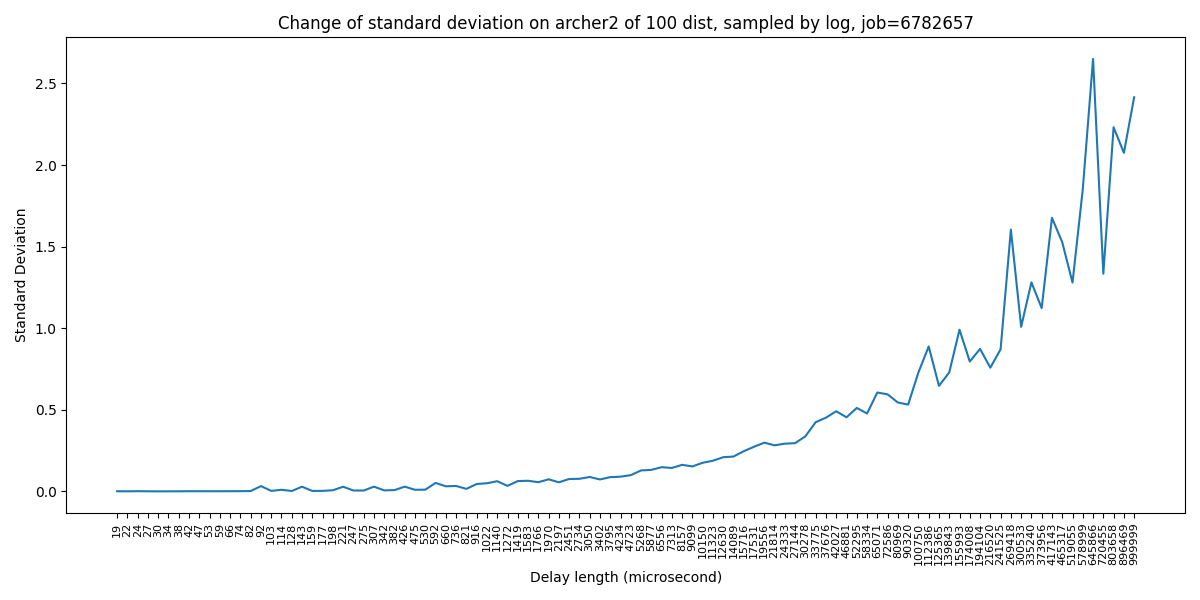 Change of standard deviation on archer2 of 100 dist, sampled by log, job=6782657
Standard Deviation
2.5
2.0
1.5
1.0
0.5
0.0
19 22 24 27 30 34 38 42 47 53 59 66 74 82 92 103 114 128 143 159 177 198 221 247 275 307 342 382 426 475 530 592 660 736 821 916 1022 1140 1272 1419 1583 1766 1970 2197 2451 2734 3050 3402 3795 4234 4723 5268 5877 6556 7313 8157 9099 10150 11323 12630 14089 15716 17531 19556 21814 24333 27144 30278 33775 37676 42027 46881 52295 58334 65071 72586 80969 90320 100750 112386 125365 139843 155993 174008 194104 216520 241525 269418 300533 335240 373956 417143 465317 519055 578999 645866 720455 803658 896469 999999
Delay length (microsecond)